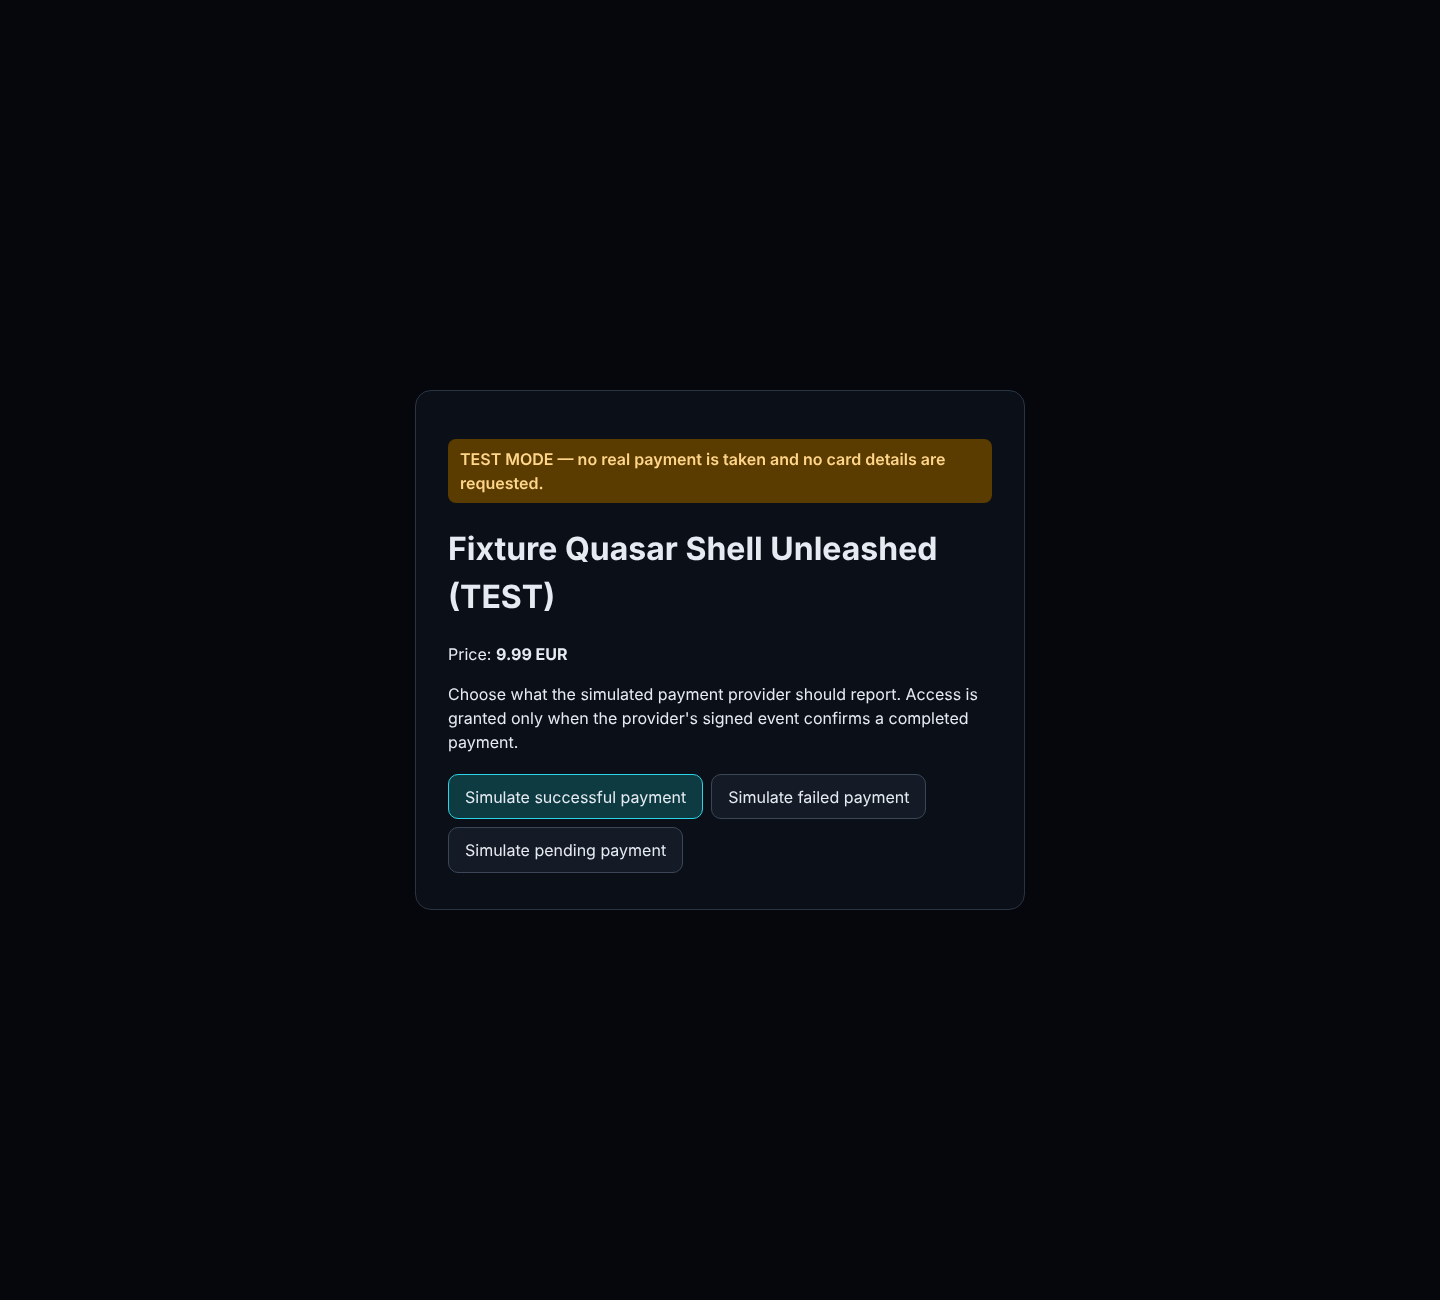 TEST MODE — no real payment is taken and no card details are
requested.
Fixture Quasar Shell Unleashed
(TEST)
Price: 9.99 EUR
Choose what the simulated payment provider should report. Access is
granted only when the provider's signed event confirms a completed
payment.
Simulate successful payment
Simulate failed payment
Simulate pending payment